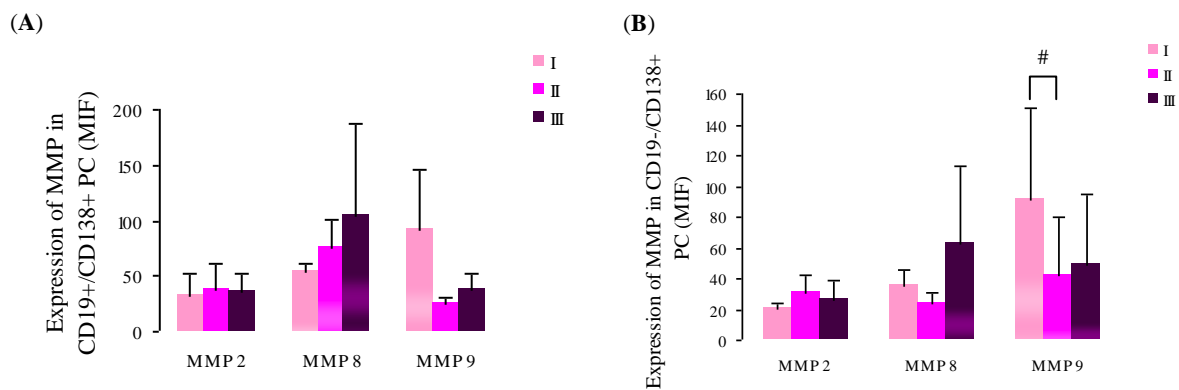 (A)
I
II
III
Expression of MMP in
CD19+/CD138+ PC (MIF)
200
150
100
50
0
MMP 2
MMP 8
MMP 9
(B)
I
II
III
#
Expression of MMP in CD19-/CD138+
PC (MIF)
160
140
120
100
80
60
40
20
0
MMP 2
MMP 8
MMP 9